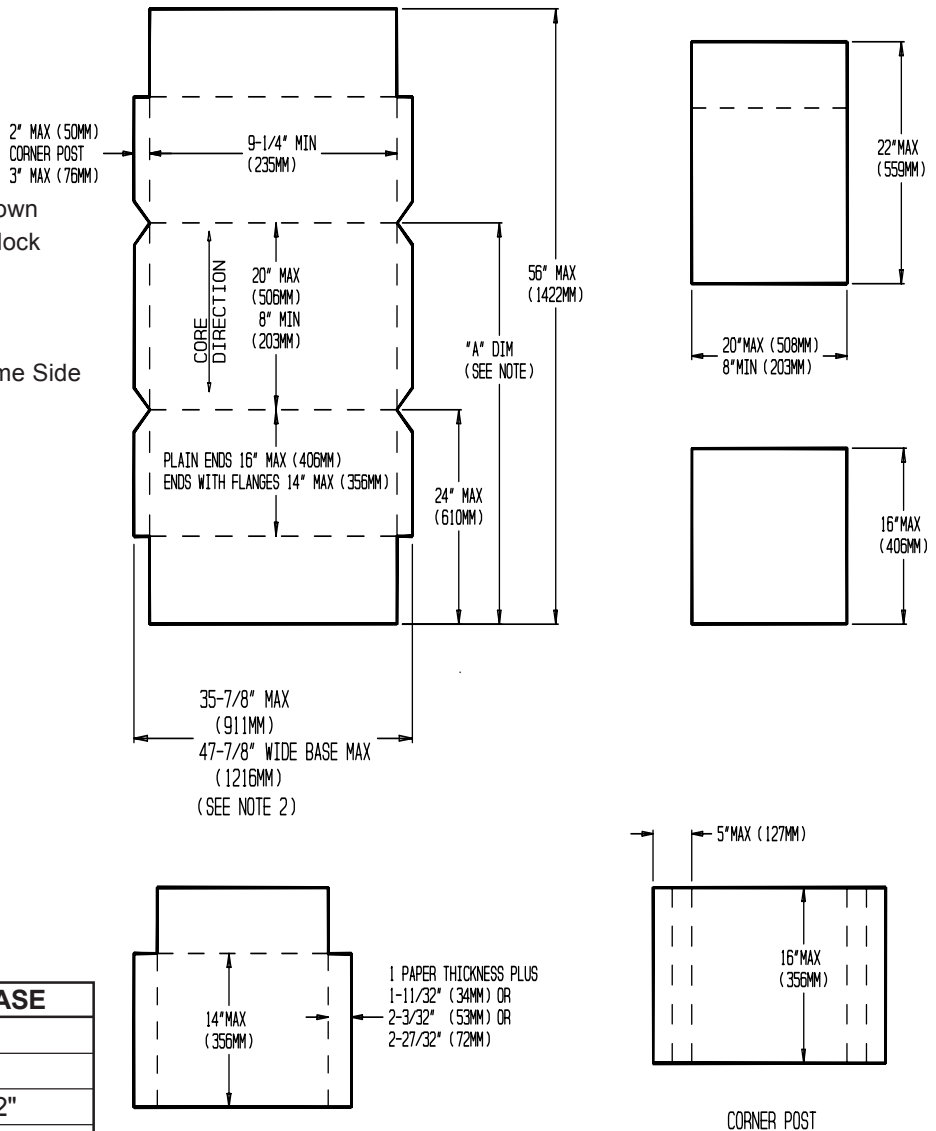 2" MAX (50MM)
CORNER POST
3" MAX (76MM)
own
lock
me Side
9-1/4" MIN
(235MM)
CORE
DIRECTION
20" MAX
(506MM)
8" MIN
(203MM)
PLAIN ENDS 16" MAX (406MM)
ENDS WITH FLANGES 14" MAX (356MM)
"A" DIM
(SEE NOTE)
24" MAX
(610MM)
56" MAX
(1422MM)
35-7/8" MAX
(911MM)
47-7/8" WIDE BASE MAX
(1216MM)
(SEE NOTE 2)
22"MAX
(559MM)
20"MAX (508MM)
8"MIN (203MM)
16"MAX
(406MM)
ASE
2"
14"MAX
(356MM)
1 PAPER THICKNESS PLUS
1-11/32" (34MM) OR
2-3/32" (53MM) OR
2-27/32" (72MM)
5"MAX (127MM)
16"MAX
(356MM)
CORNER POST